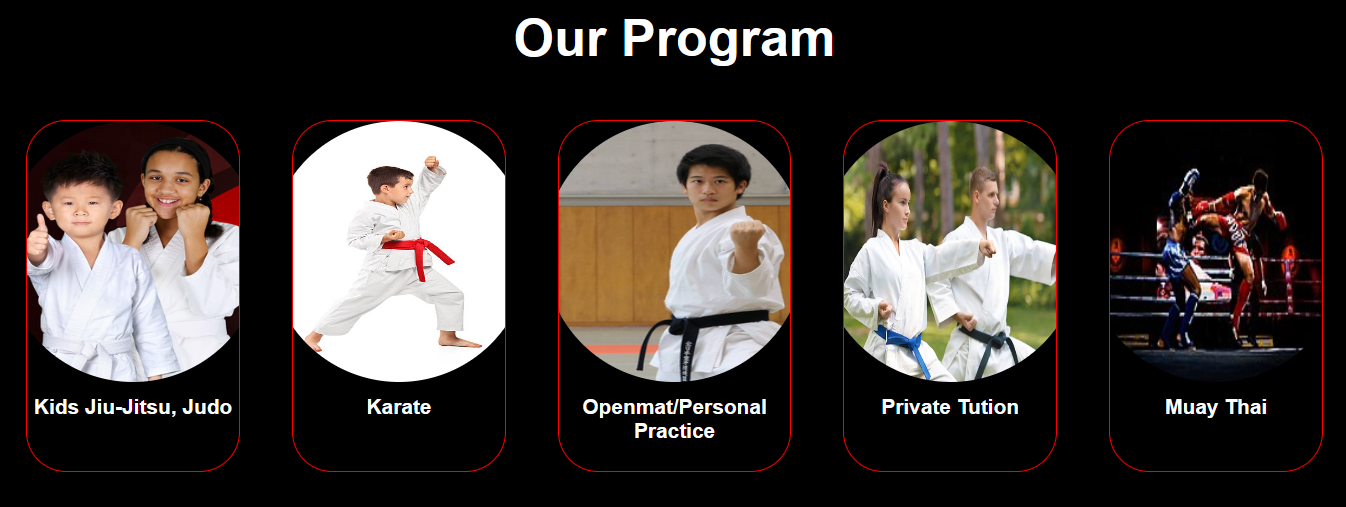 Our Program
Kids Jiu-Jitsu, Judo
Karate
Openmat/Personal
Practice
Private Tution
Muay Thai